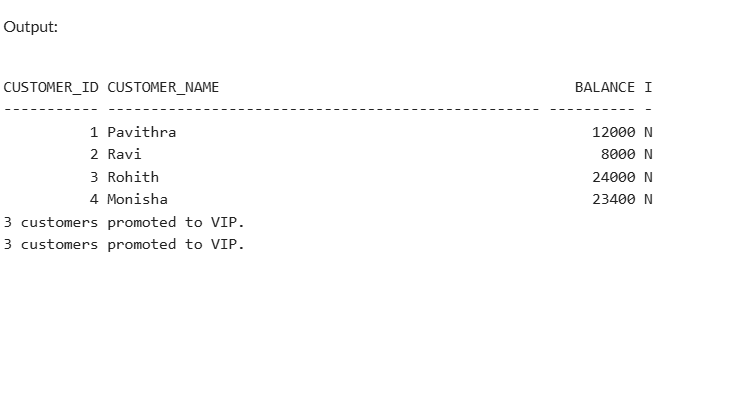 Output:
CUSTOMER_ID CUSTOMER_NAME                                         BALANCE I
----------- -------------------------------------------------- ---------- -
          1 Pavithra                                                12000 N
          2 Ravi                                                     8000 N
          3 Rohith                                                  24000 N
          4 Monisha                                                 23400 N
3 customers promoted to VIP.
3 customers promoted to VIP.